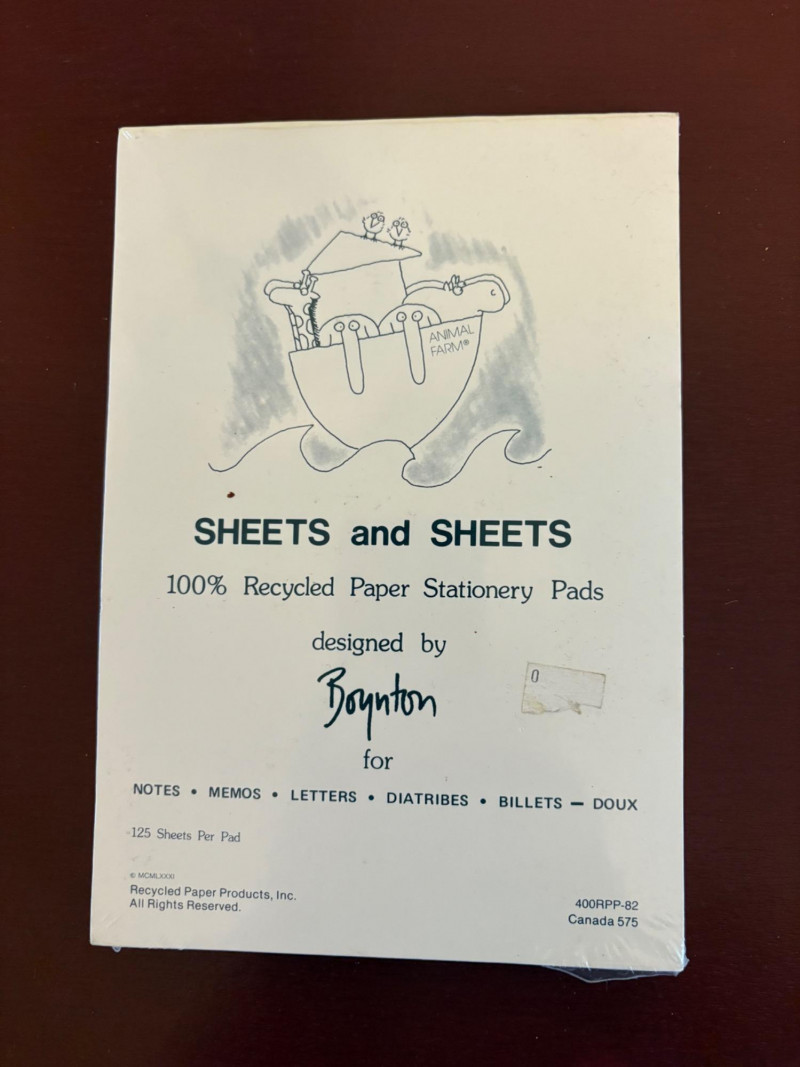 ANIMAL
FARM®
SHEETS and SHEETS
100% Recycled Paper Stationery Pads
designed by
Boynton
0
for
NOTES • MEMOS • LETTERS • DIATRIBES • BILLETS — DOUX
125 Sheets Per Pad
© MCMLXXXI
Recycled Paper Products, Inc.
All Rights Reserved.
400RPP-82
Canada 575